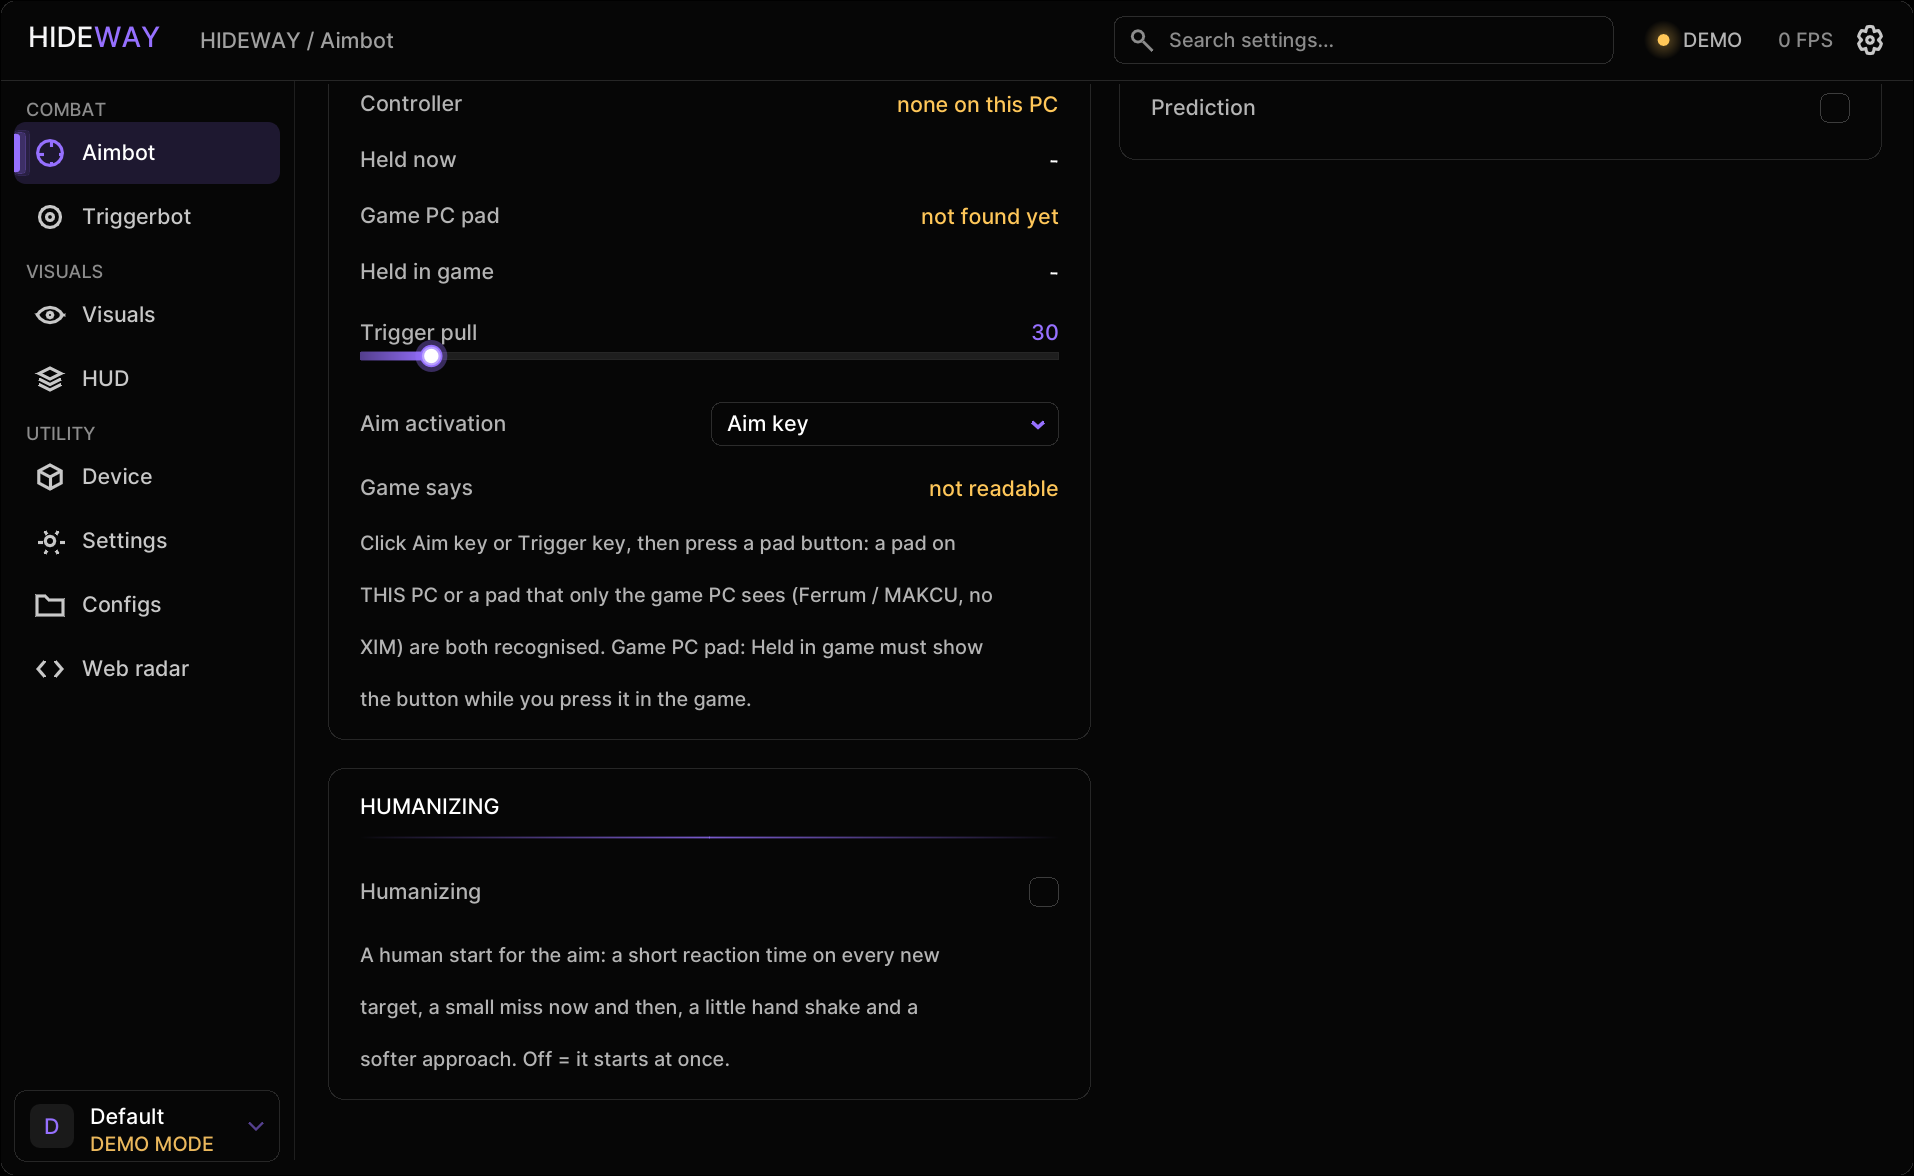 HIDEWAY
HIDEWAY / Aimbot
Search settings...
DEMO
0 FPS
COMBAT
Aimbot
Triggerbot
VISUALS
Visuals
HUD
UTILITY
Device
Settings
Configs
Web radar
D
Default
DEMO MODE
Controller
none on this PC
Held now
-
Game PC pad
not found yet
Held in game
-
Trigger pull
30
Aim activation
Aim key
Game says
not readable
Click Aim key or Trigger key, then press a pad button: a pad on
THIS PC or a pad that only the game PC sees (Ferrum / MAKCU, no
XIM) are both recognised. Game PC pad: Held in game must show
the button while you press it in the game.
HUMANIZING
Humanizing
A human start for the aim: a short reaction time on every new
target, a small miss now and then, a little hand shake and a
softer approach. Off = it starts at once.
Prediction